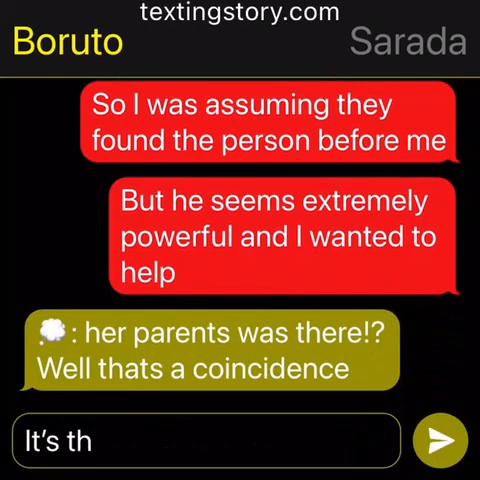 textingstory.com
Boruto Sarada
So I was assuming they
found the person before me
But he seems extremely
powerful and I wanted to
help
💭: her parents was there!?
Well thats a coincidence
It's th